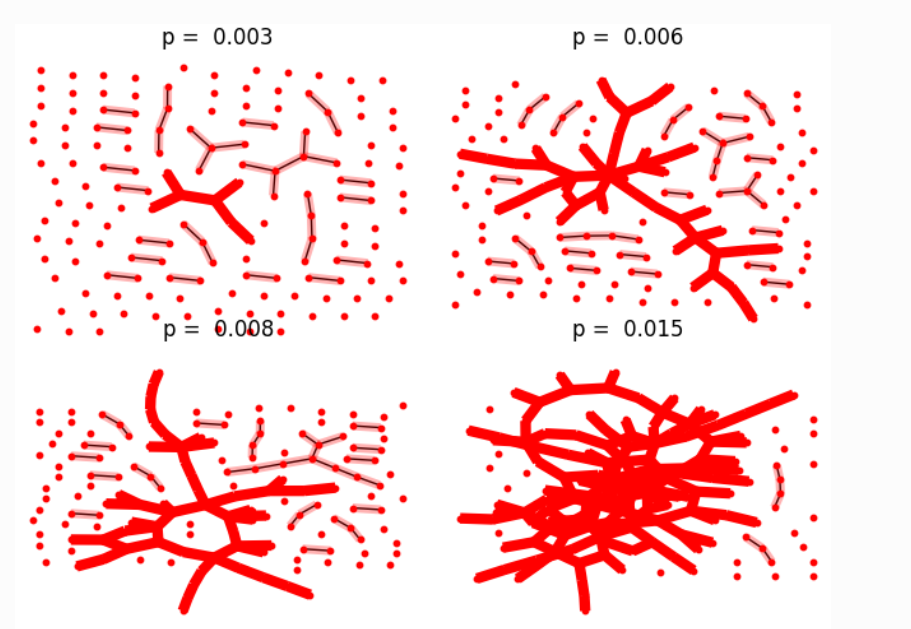 p =  0.003
p =  0.006
p =  0.008
p =  0.015